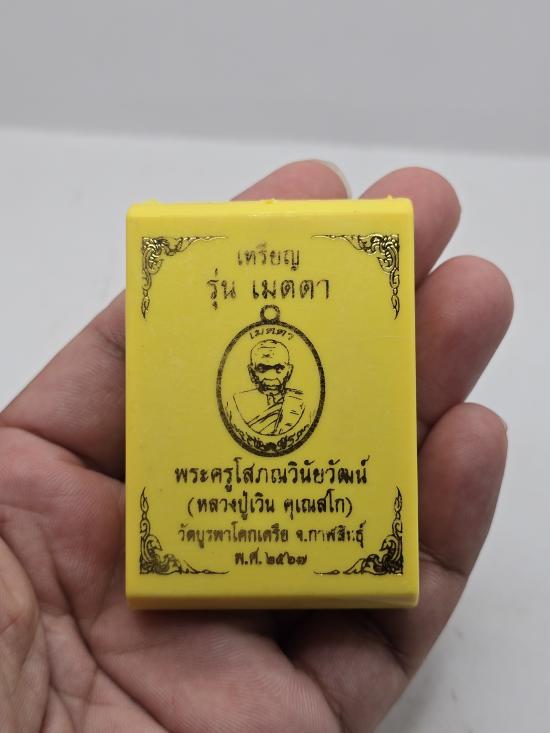 เหรียญ
รุ่น เมตตา
เมตตา
พระครูโสภณวินัยวัฒน์
(หลวงปู่เวิน คุเณสโก)
วัดบูรพาโคกเครือ จ.กาฬสินธุ์
พ.ศ. ๒๕๖๗